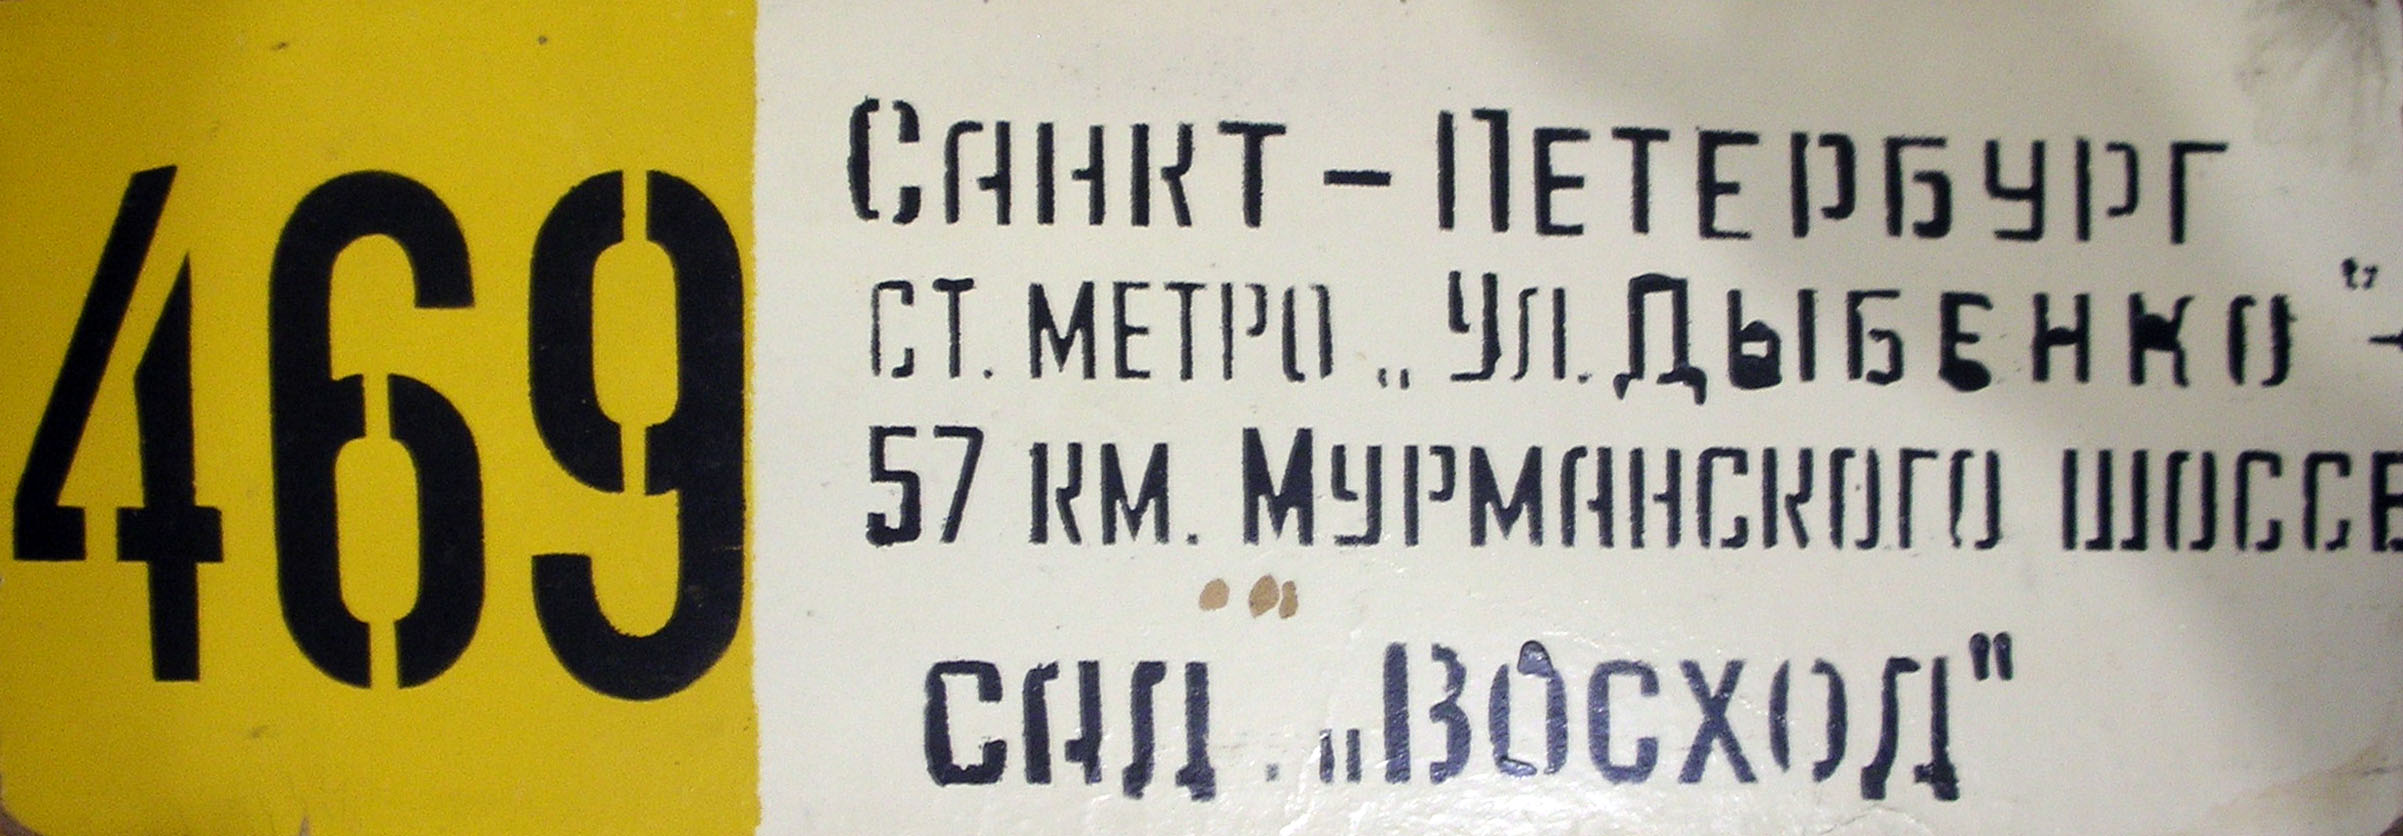 469
Санкт-Петербург
ст. метро „Ул. Дыбенко" -
57 км. Мурманского шоссе
сад. „Восход"